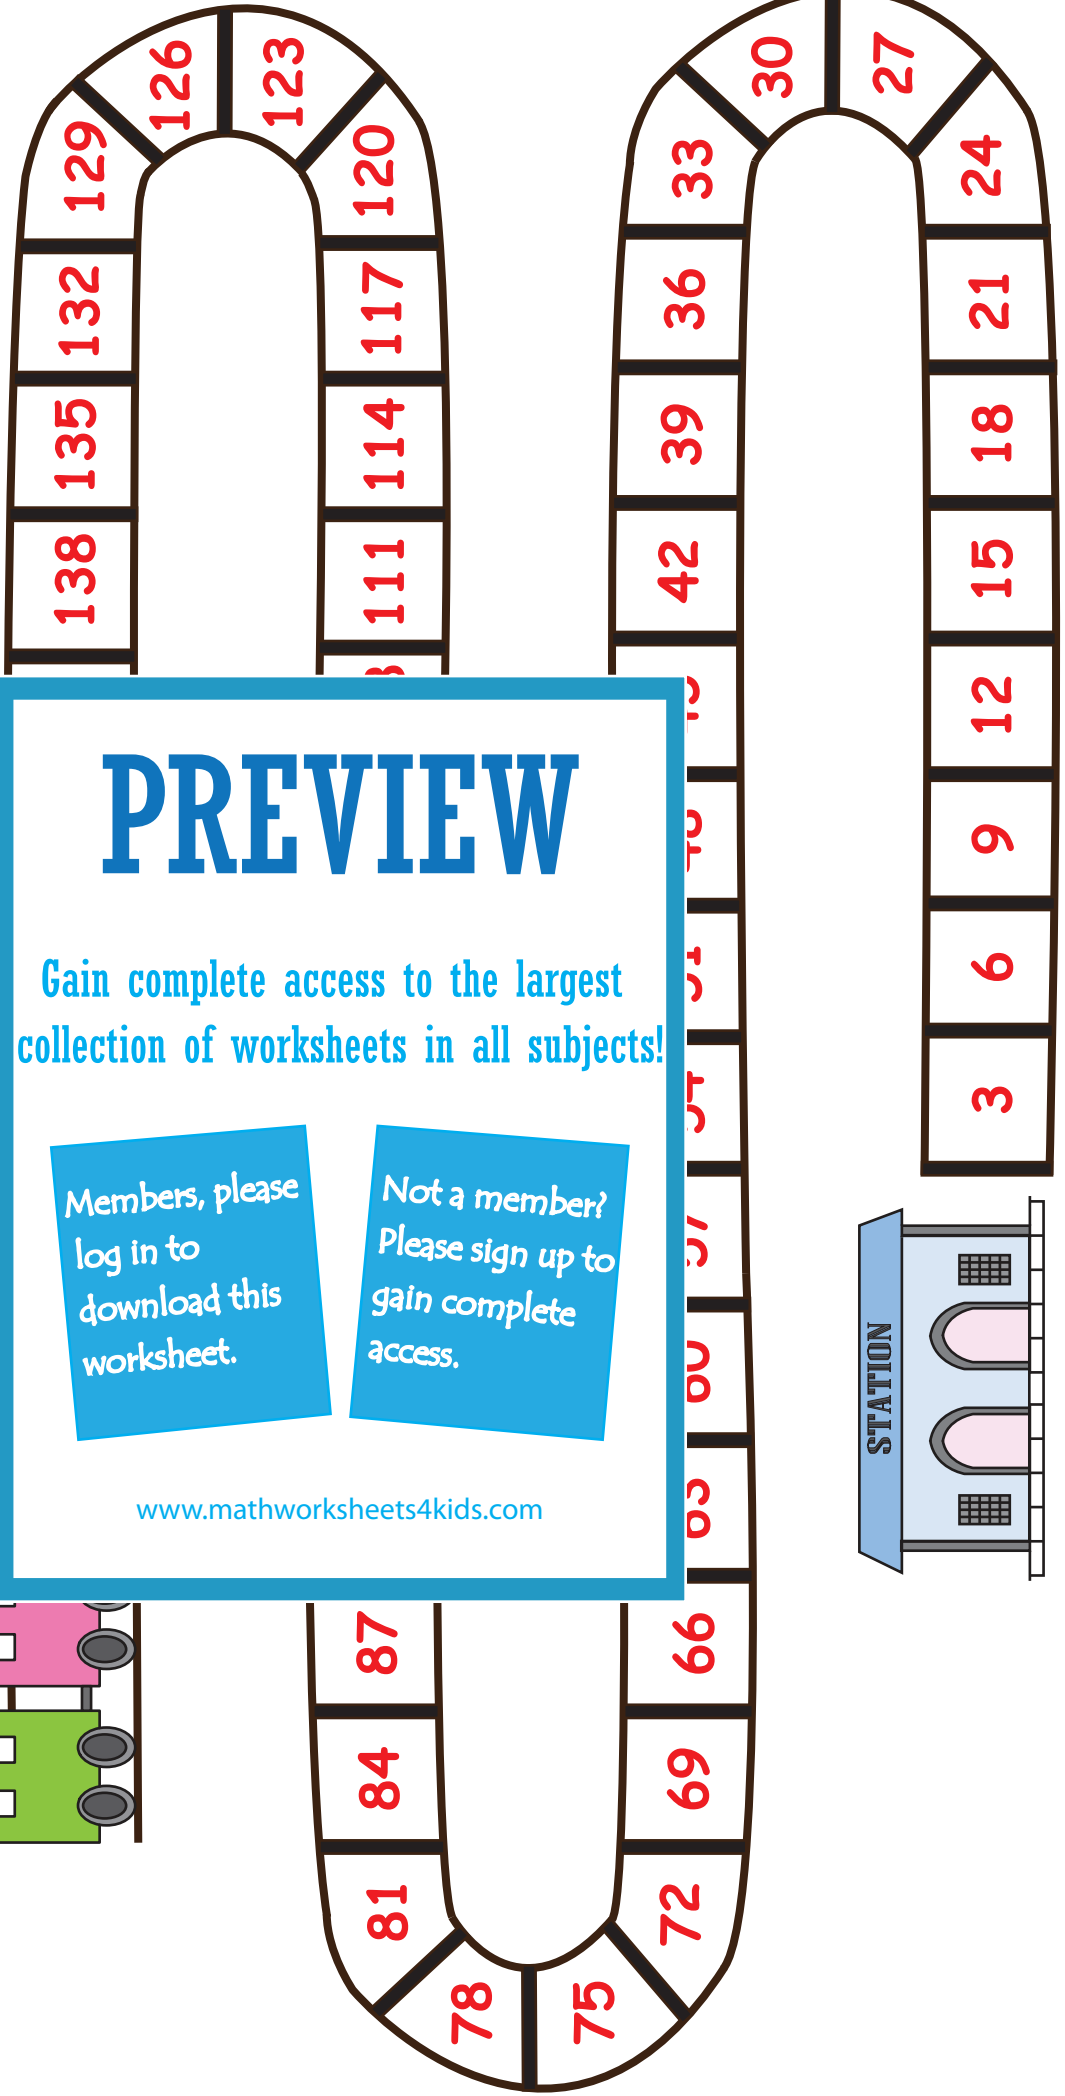 3
6
9
12
15
18
21
24
27
30
33
36
39
42
60
63
66
69
72
75
78
81
84
87
111
114
117
120
123
126
129
132
135
138
STATION
PREVIEW
Gain complete access to the largest
collection of worksheets in all subjects!
Members, please
log in to
download this
worksheet.
Not a member?
Please sign up to
gain complete
access.
www.mathworksheets4kids.com